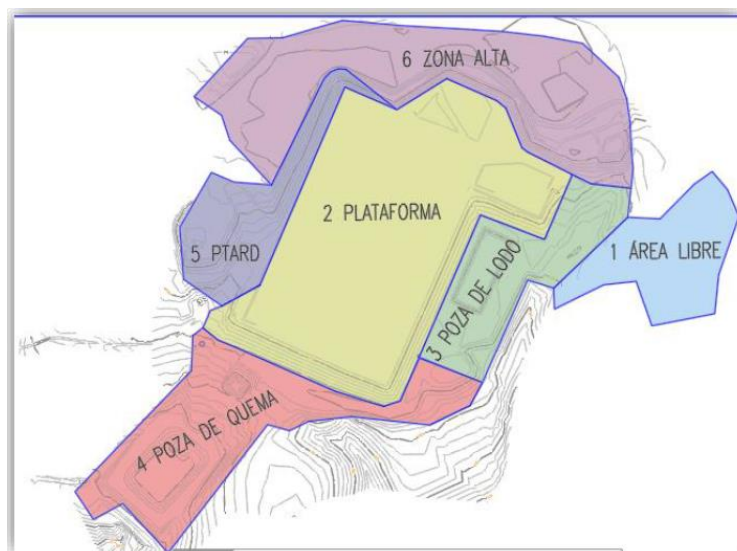 6 ZONA ALTA
2 PLATAFORMA
5 PTARD
1 ÁREA LIBRE
3 POZA DE LODO
4 POZA DE QUEMA